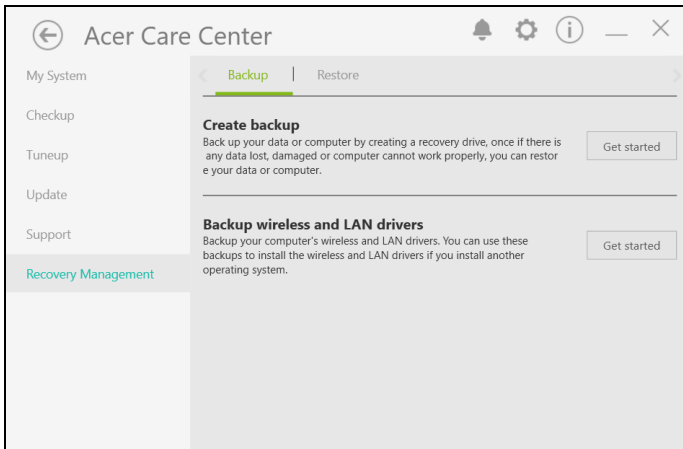 Acer Care Center
My System
Checkup
Tuneup
Update
Support
Recovery Management
Backup
Restore
Create backup
Back up your data or computer by creating a recovery drive, once if there is
any data lost, damaged or computer cannot work properly, you can restor
e your data or computer.
Get started
Backup wireless and LAN drivers
Backup your computer's wireless and LAN drivers. You can use these
backups to install the wireless and LAN drivers if you install another
operating system.
Get started